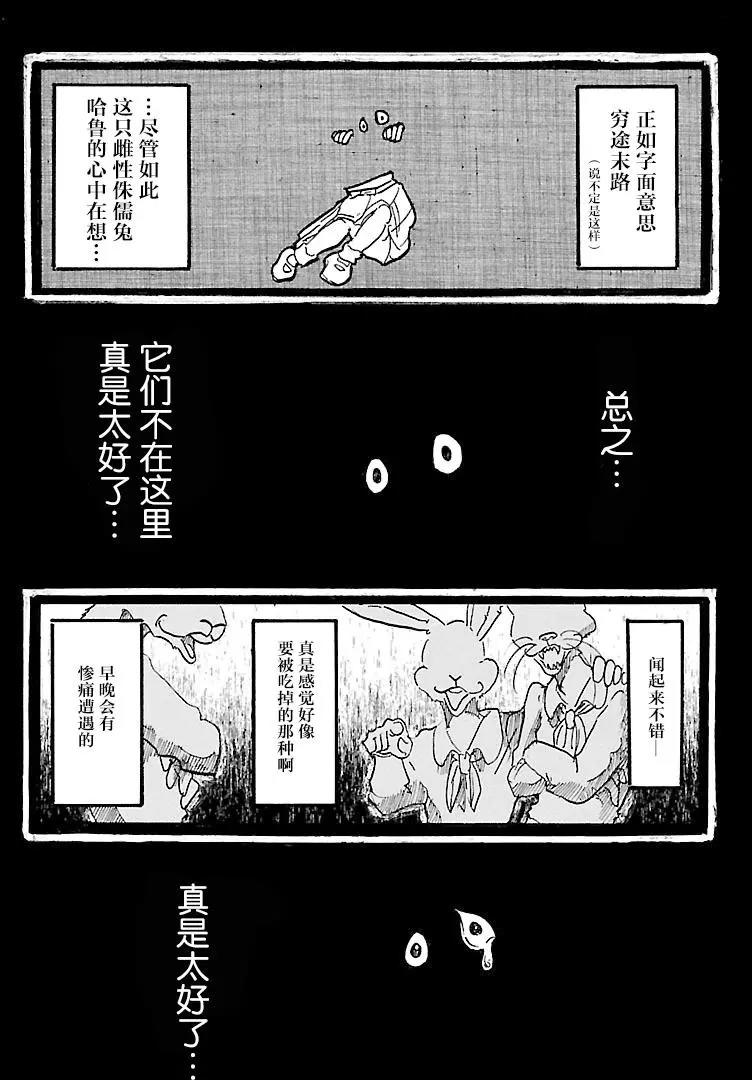 正如字面意思
穷途末路
（说不定是这样）
…尽管如此
这只雌性侏儒兔
哈鲁的心中在想…
总之…
它们不在这里
真是太好了…
闻起来不错—
真是感觉好像
要被吃掉的那种啊
早晚会有
惨痛遭遇的
真是太好了…